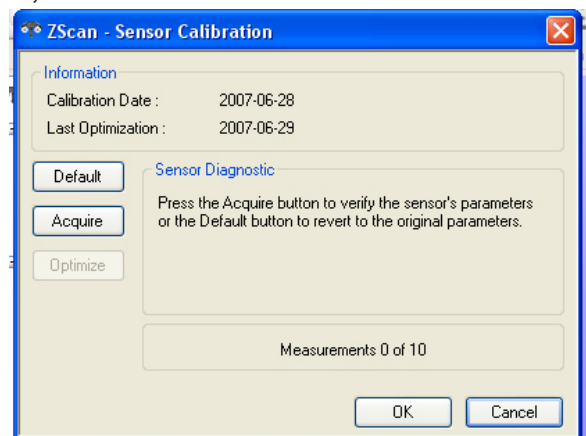 ZScan - Sensor Calibration
Information
Calibration Date : 2007-06-28
Last Optimization : 2007-06-29
Default
Acquire
Optimize
Sensor Diagnostic
Press the Acquire button to verify the sensor's parameters
or the Default button to revert to the original parameters.
Measurements 0 of 10
OK
Cancel